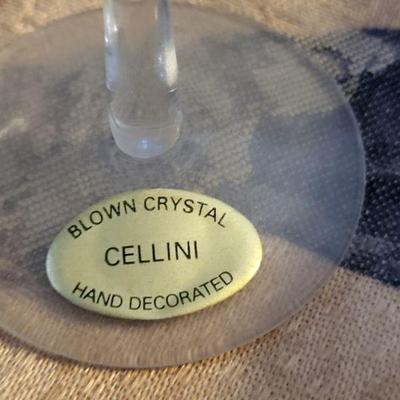 BLOWN CRYSTAL
CELLINI
HAND DECORATED